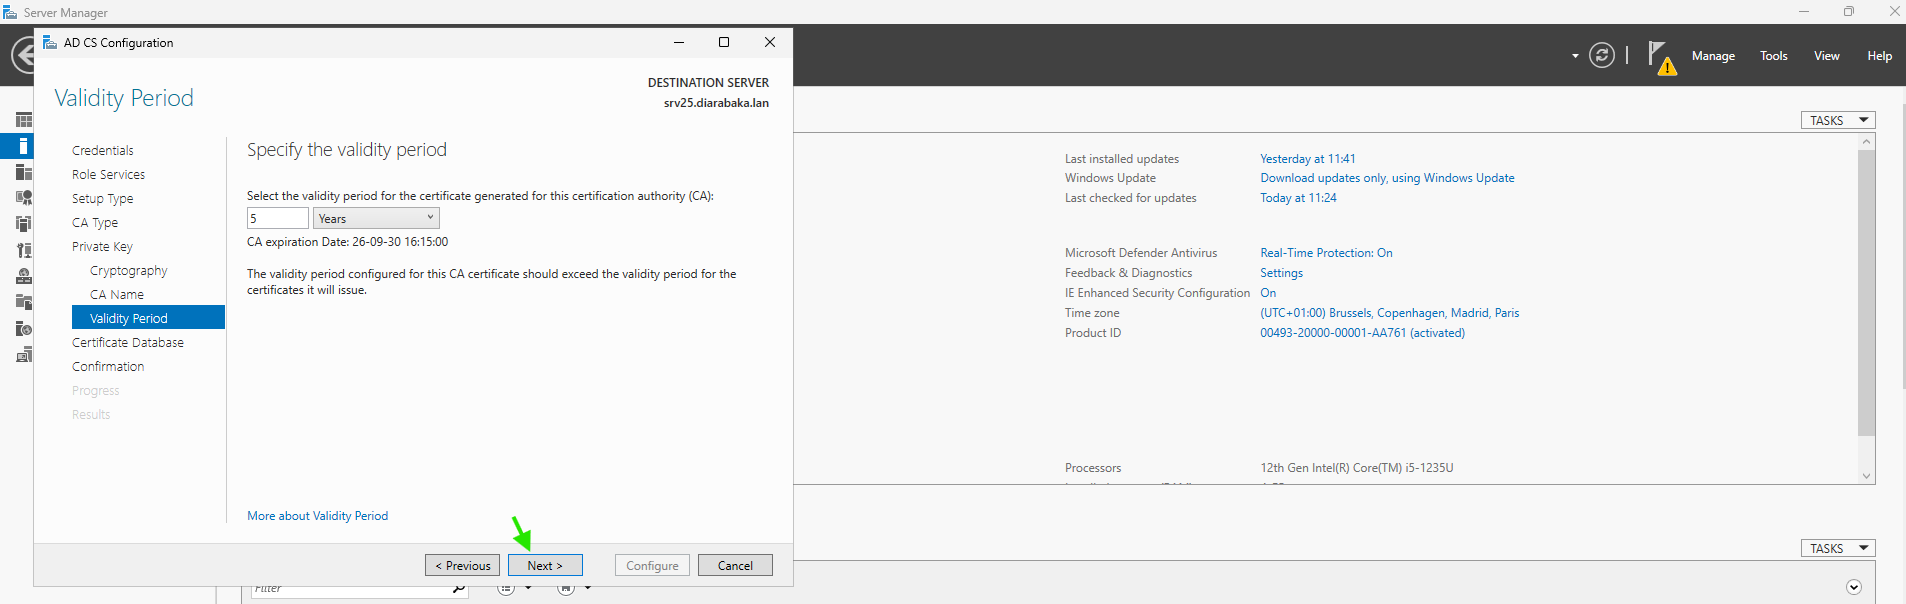 Server Manager
AD CS Configuration
Manage Tools View Help
Validity Period
DESTINATION SERVER
srv25.diarabaka.lan
Credentials
Role Services
Setup Type
CA Type
Private Key
Cryptography
CA Name
Validity Period
Certificate Database
Confirmation
Progress
Results
Specify the validity period
Select the validity period for the certificate generated for this certification authority (CA):
5 Years
CA expiration Date: 26-09-30 16:15:00
The validity period configured for this CA certificate should exceed the validity period for the
certificates it will issue.
More about Validity Period
< Previous Next > Configure Cancel
TASKS
Last installed updates Yesterday at 11:41
Windows Update Download updates only, using Windows Update
Last checked for updates Today at 11:24
Microsoft Defender Antivirus Real-Time Protection: On
Feedback & Diagnostics Settings
IE Enhanced Security Configuration On
Time zone (UTC+01:00) Brussels, Copenhagen, Madrid, Paris
Product ID 00493-20000-00001-AA761 (activated)
Processors 12th Gen Intel(R) Core(TM) i5-1235U
TASKS
Filter